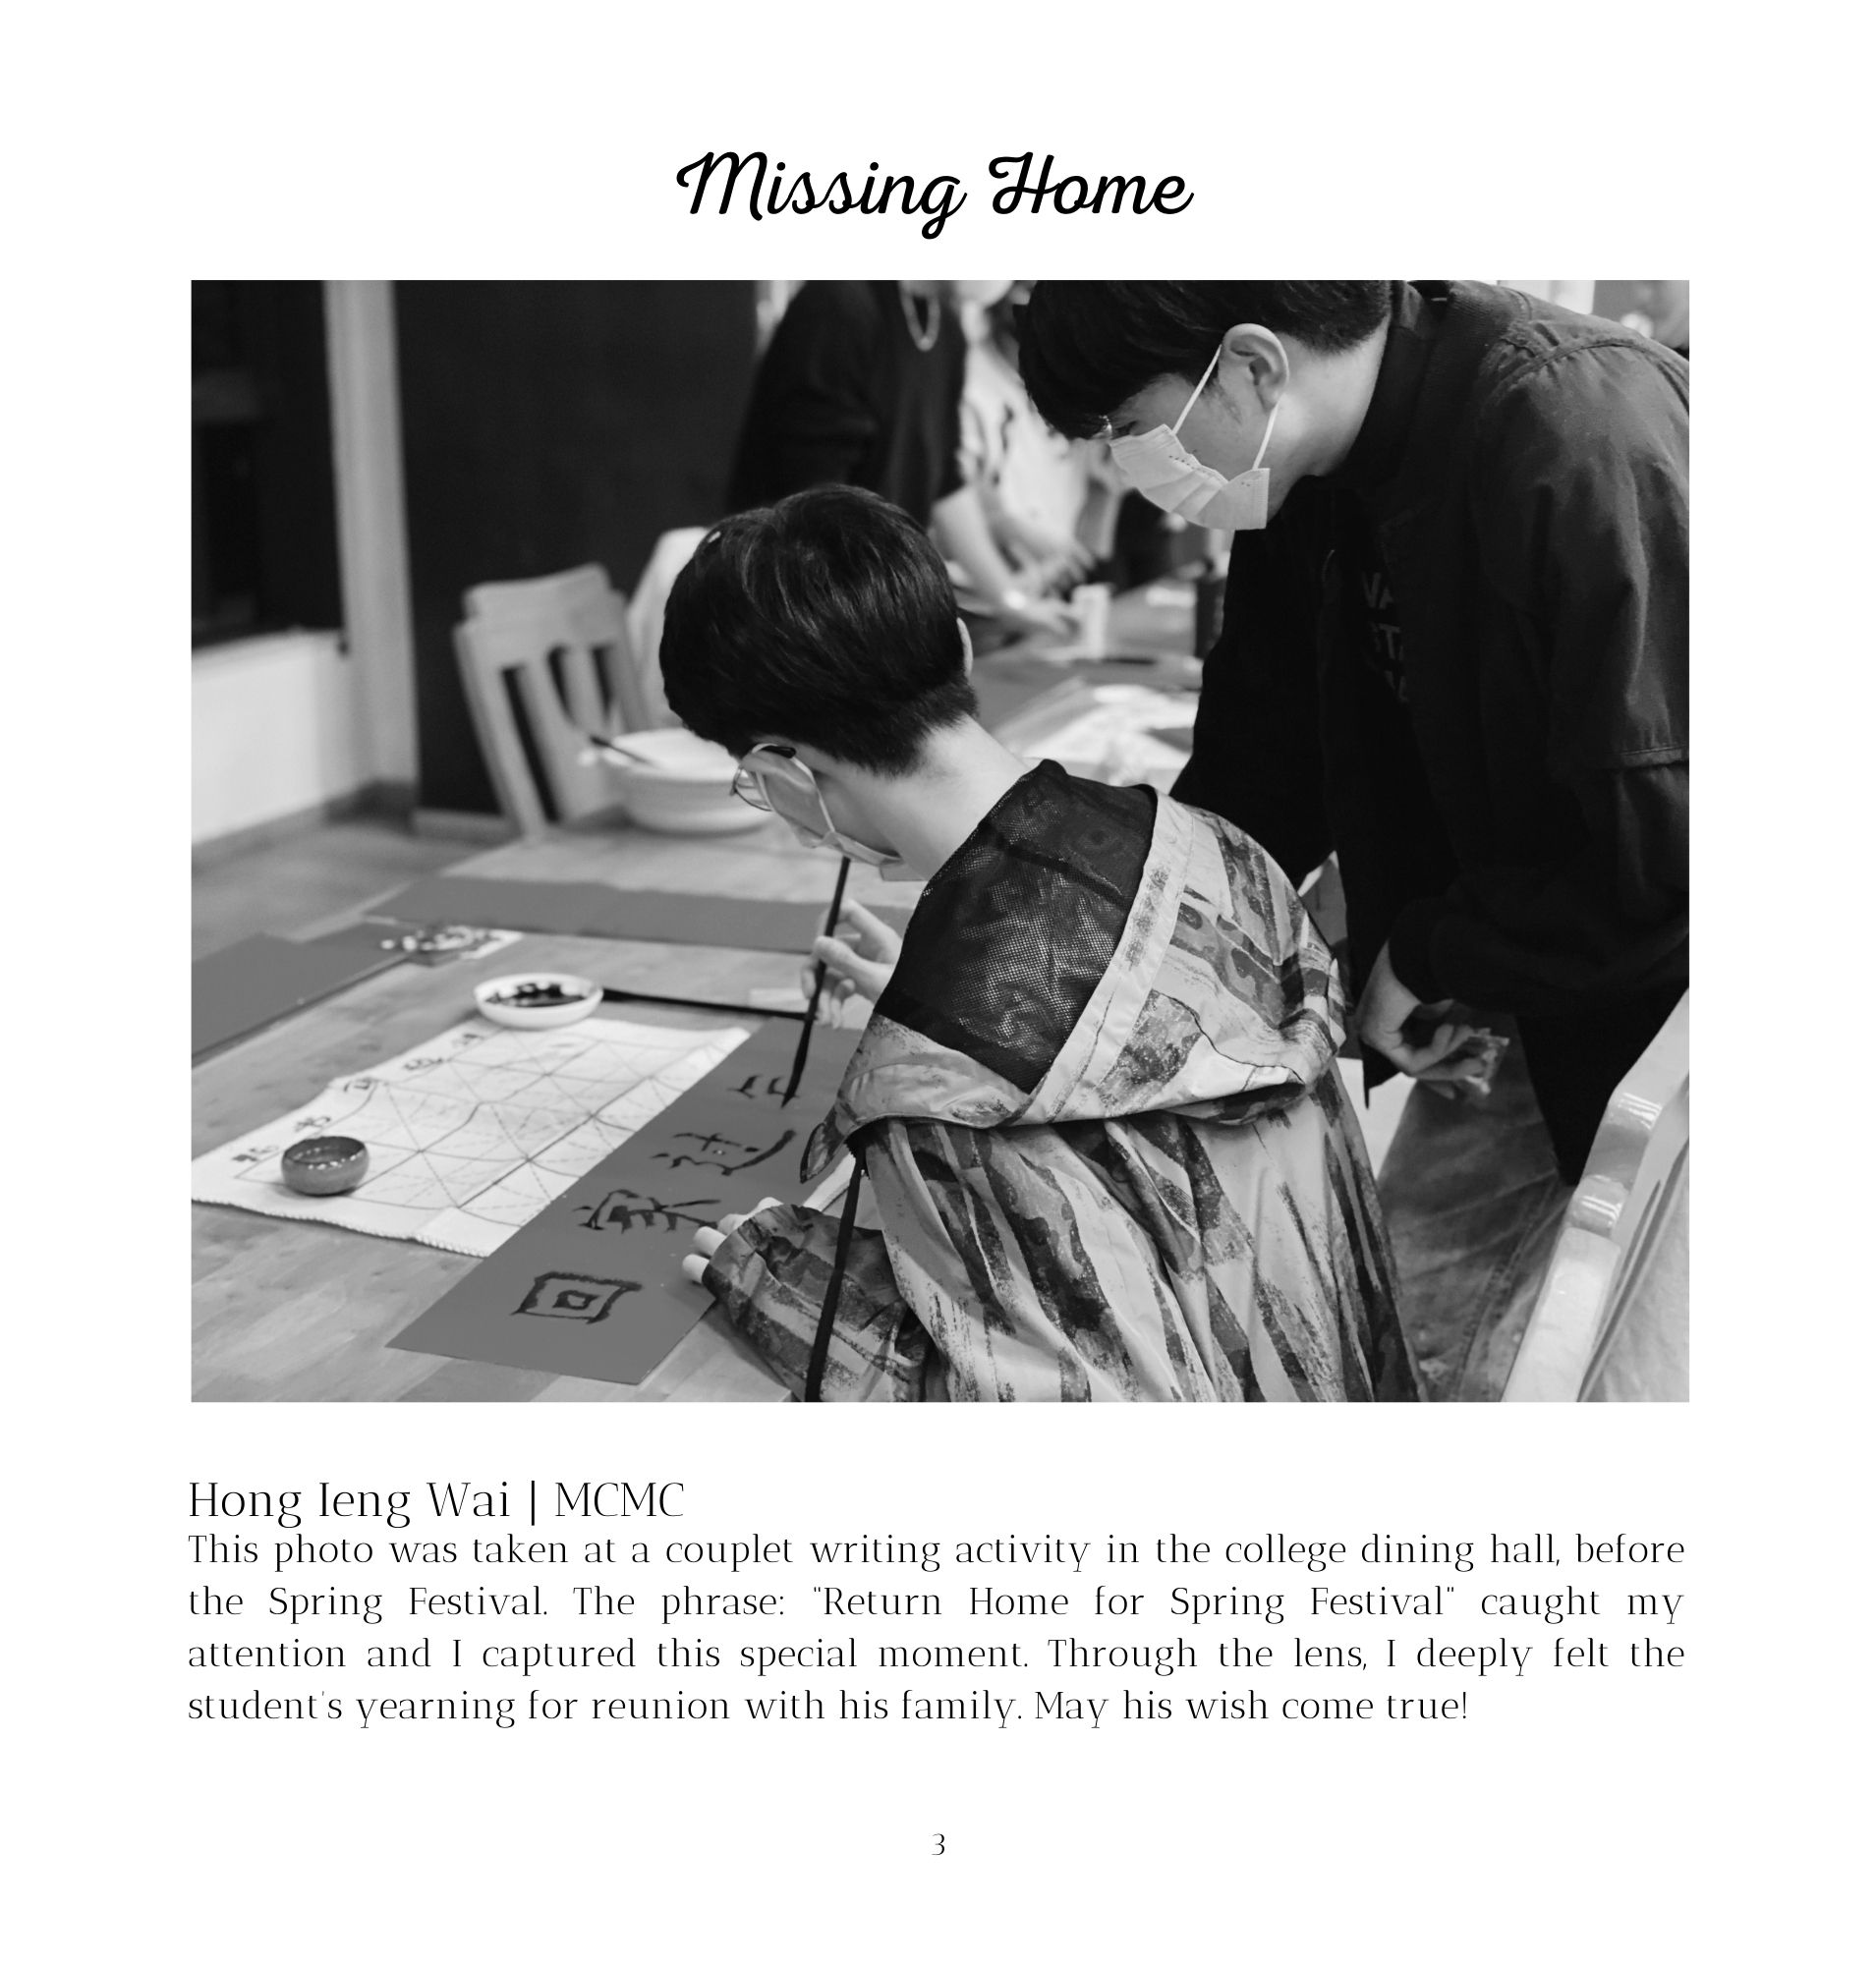 Missing Home
回
家
过
Hong Ieng Wai | MCMC
This photo was taken at a couplet writing activity in the college dining hall, before
the Spring Festival. The phrase: "Return Home for Spring Festival" caught my
attention and I captured this special moment. Through the lens, I deeply felt the
student's yearning for reunion with his family. May his wish come true!
3